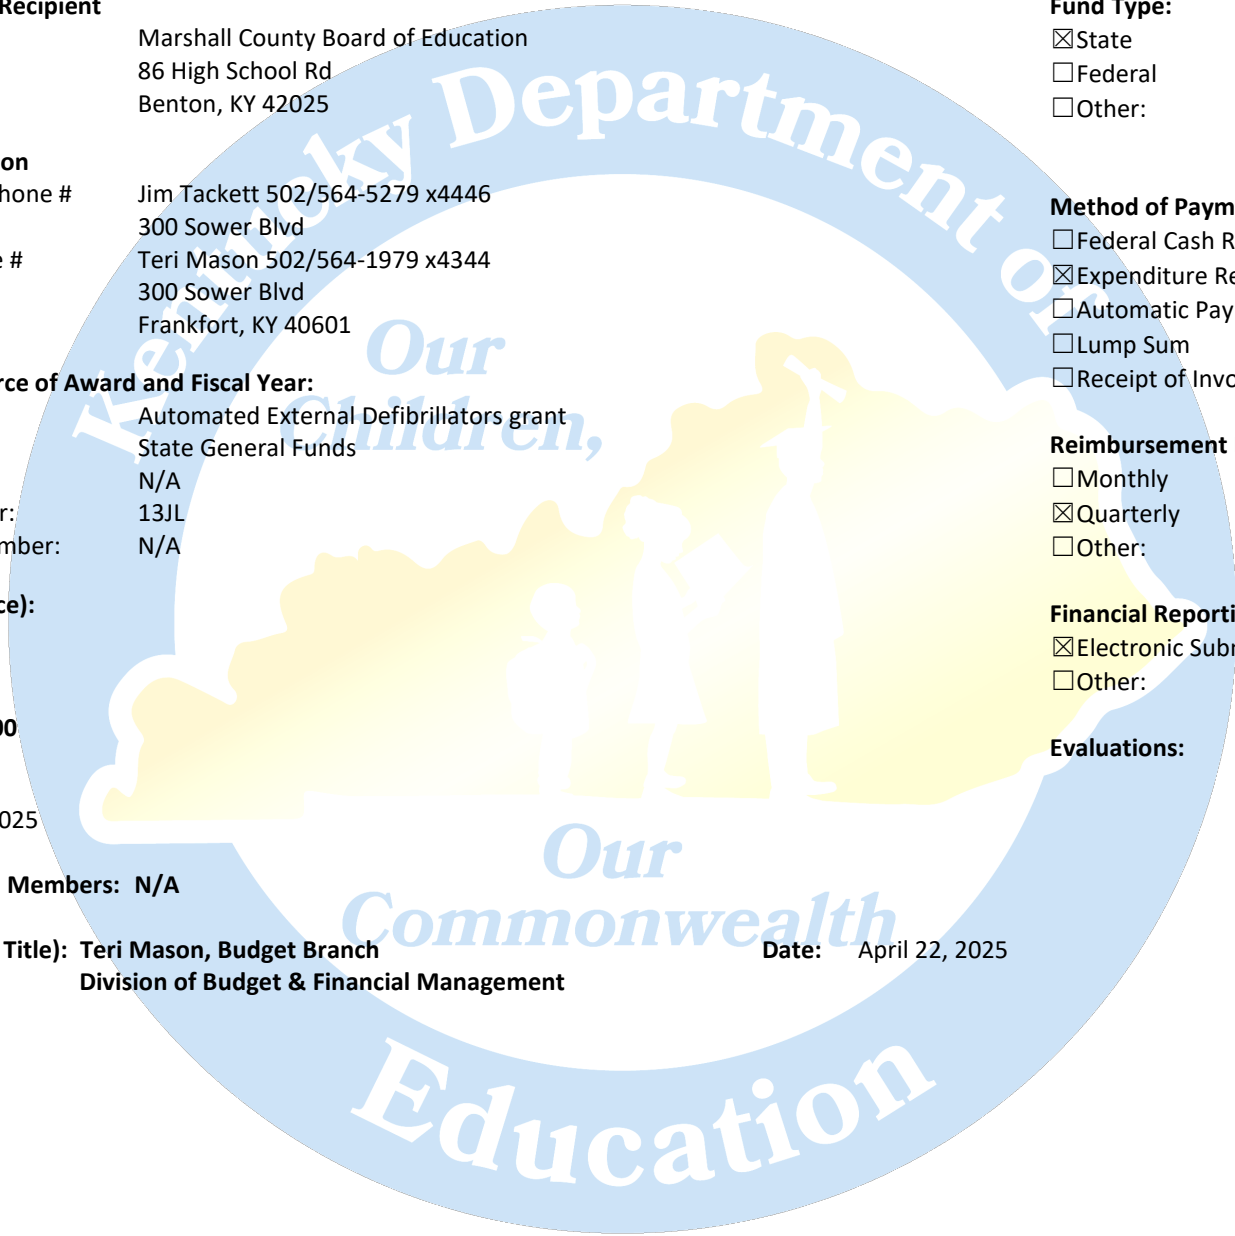 Recipient
Marshall County Board of Education
86 High School Rd
Benton, KY 42025
on
hone #
Jim Tackett 502/564-5279 x4446
300 Sower Blvd
e #
Teri Mason 502/564-1979 x4344
300 Sower Blvd
Frankfort, KY 40601
rce of Award and Fiscal Year:
Automated External Defibrillators grant
State General Funds
N/A
r: 13JL
mber: N/A
ce):
00
025
Members: N/A
Title): Teri Mason, Budget Branch
Division of Budget & Financial Management
Date: April 22, 2025
Fund Type:
☒State
☐Federal
☐Other:
Method of Paym
☐Federal Cash R
☒Expenditure Re
☐Automatic Pay
☐Lump Sum
☐Receipt of Invo
Reimbursement
☐Monthly
☒Quarterly
☐Other:
Financial Reporti
☒Electronic Subr
☐Other:
Evaluations:
Kentucky Department of
Our
Children,
Our
Commonwealth
Education